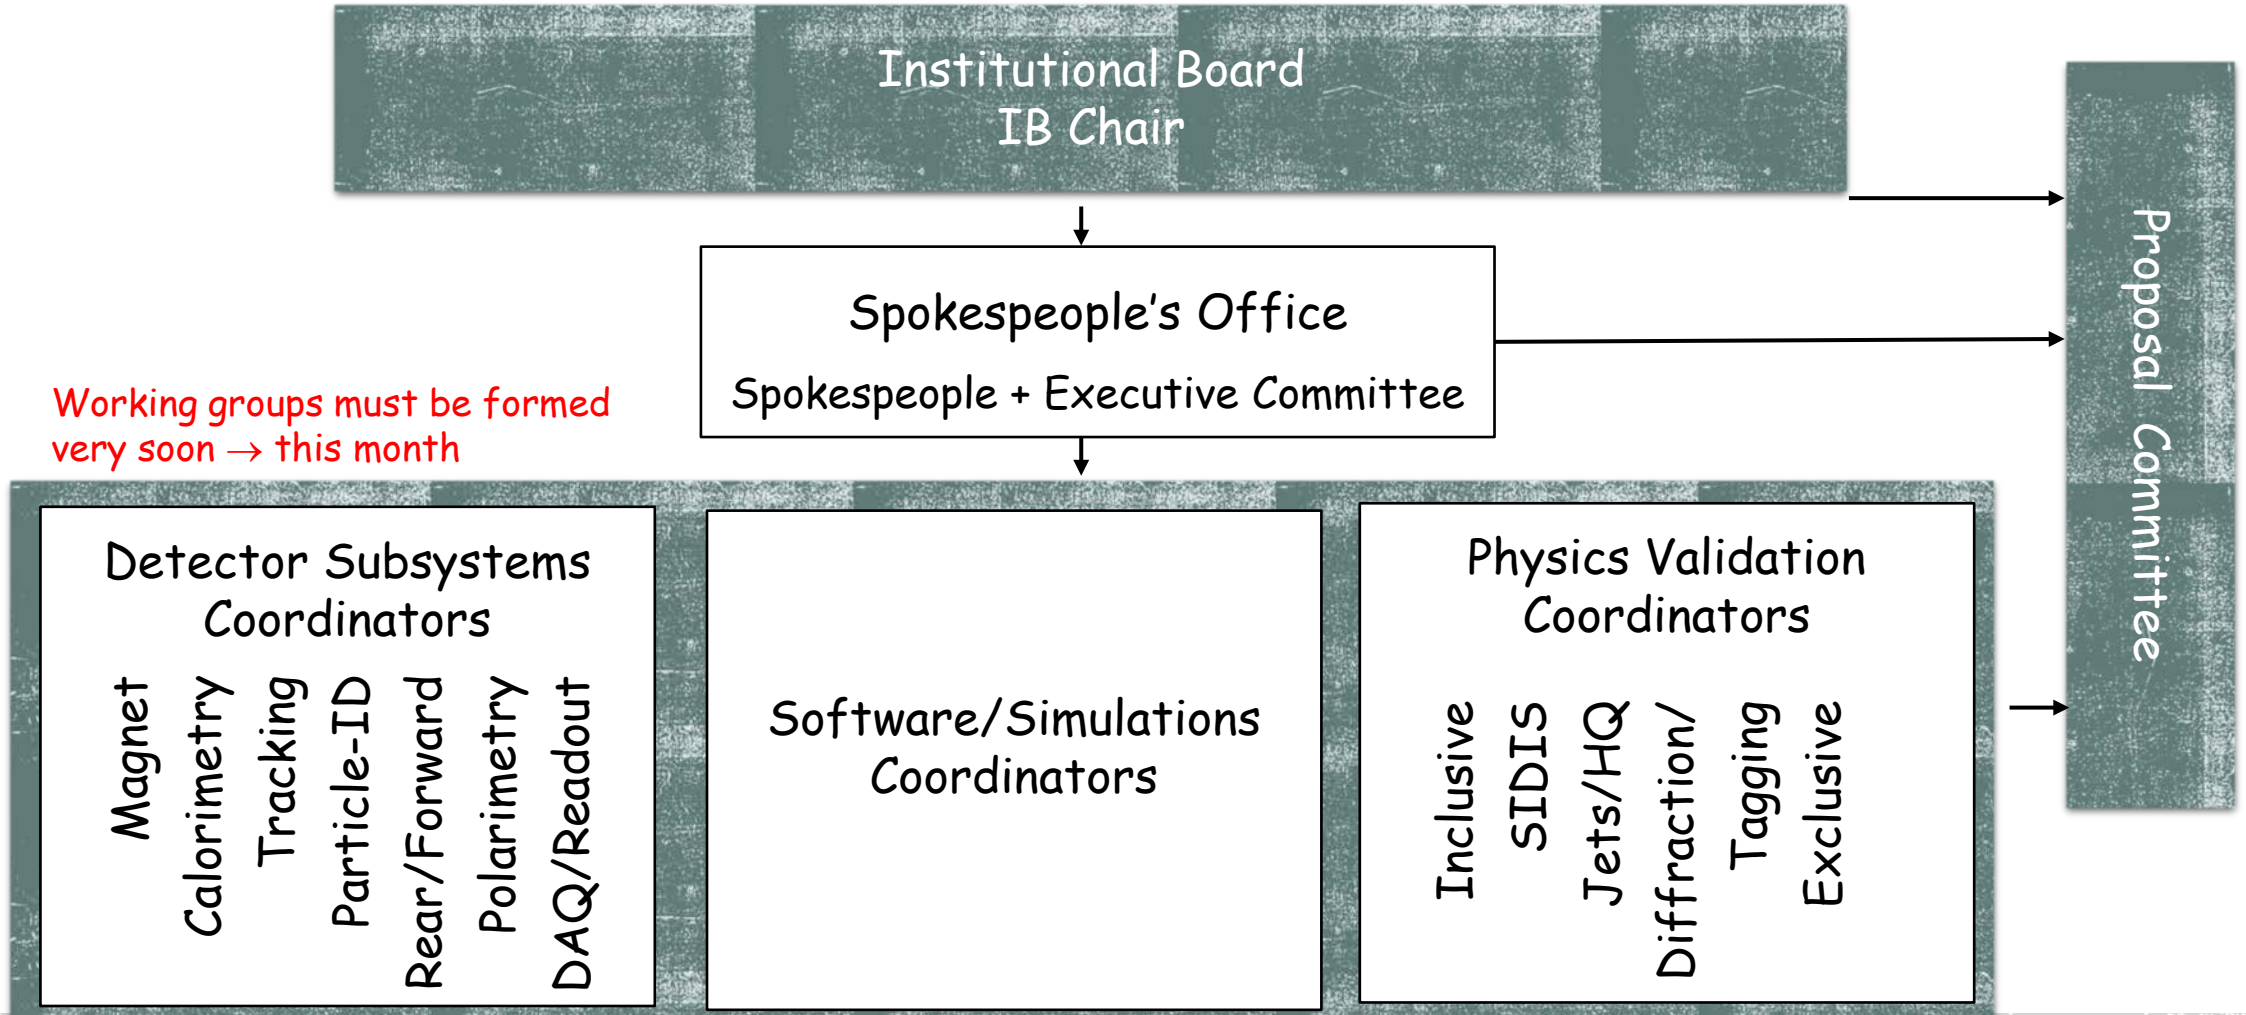 Institutional Board
IB Chair
Spokespeople's Office
Spokespeople + Executive Committee
Working groups must be formed
very soon → this month
Detector Subsystems
Coordinators
Magnet
Calorimetry
Tracking
Particle-ID
Rear/Forward
Polarimetry
DAQ/Readout
Software/Simulations
Coordinators
Physics Validation
Coordinators
Inclusive
SIDIS
Jets/HQ
Diffraction/
Tagging
Exclusive
Proposal Committee